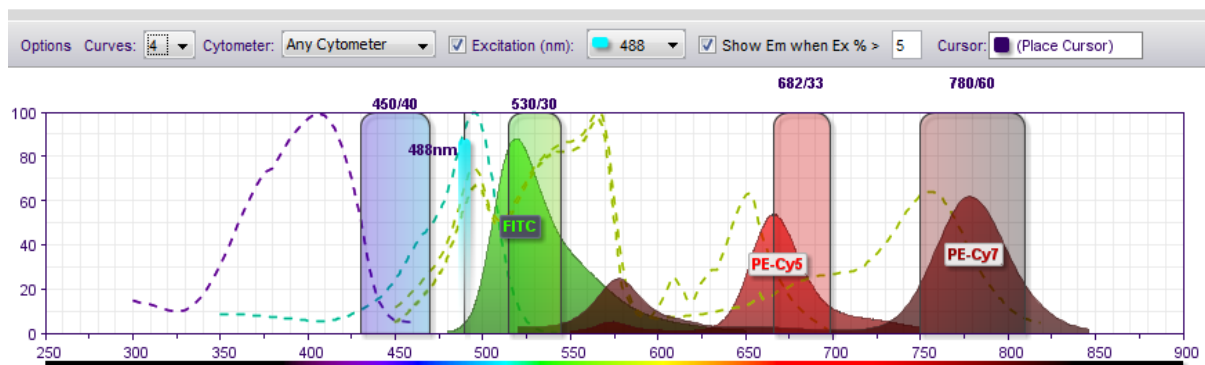 Options Curves: 4 Cytometer: Any Cytometer Excitation (nm): 488 Show Em when Ex % > 5 Cursor: (Place Cursor)
682/33 780/60
450/40 530/30
100
80
60
40
20
0
488nm
FITC
PE-Cy5
PE-Cy7
250 300 350 400 450 500 550 600 650 700 750 800 850 900